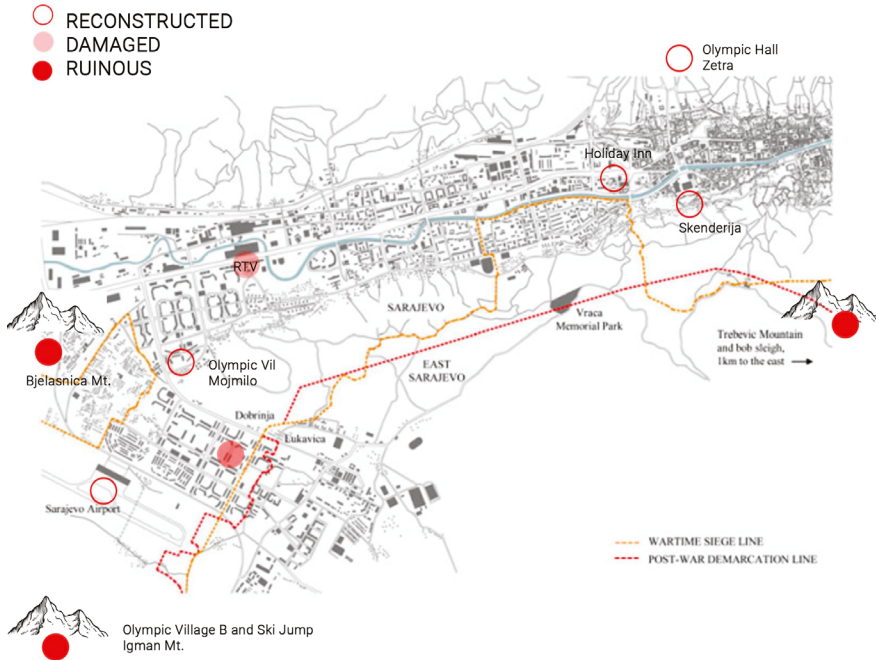 RECONSTRUCTED
DAMAGED
RUINOUS
Olympic Hall
Zetra
Holiday Inn
Skenderija
RTV
SARAJEVO
Vraca
Memorial Park
Trebevic Mountain
and bob sleigh,
1km to the east
EAST
SARAJEVO
Bjelasnica Mt.
Olympic Vil
Mojmilo
Dobrinja
Lukavica
Sarajevo Airport
WARTIME SIEGE LINE
POST-WAR DEMARCATION LINE
Olympic Village B and Ski Jump
Igman Mt.